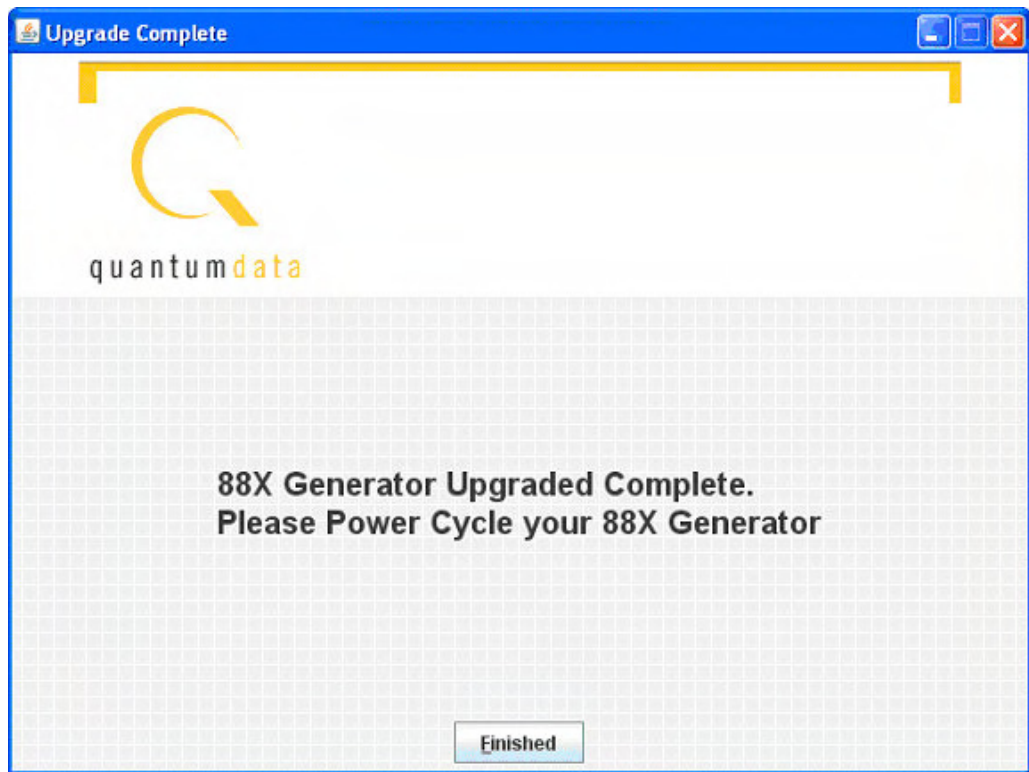 Upgrade Complete
quantumdata
88X Generator Upgraded Complete.
Please Power Cycle your 88X Generator
Finished